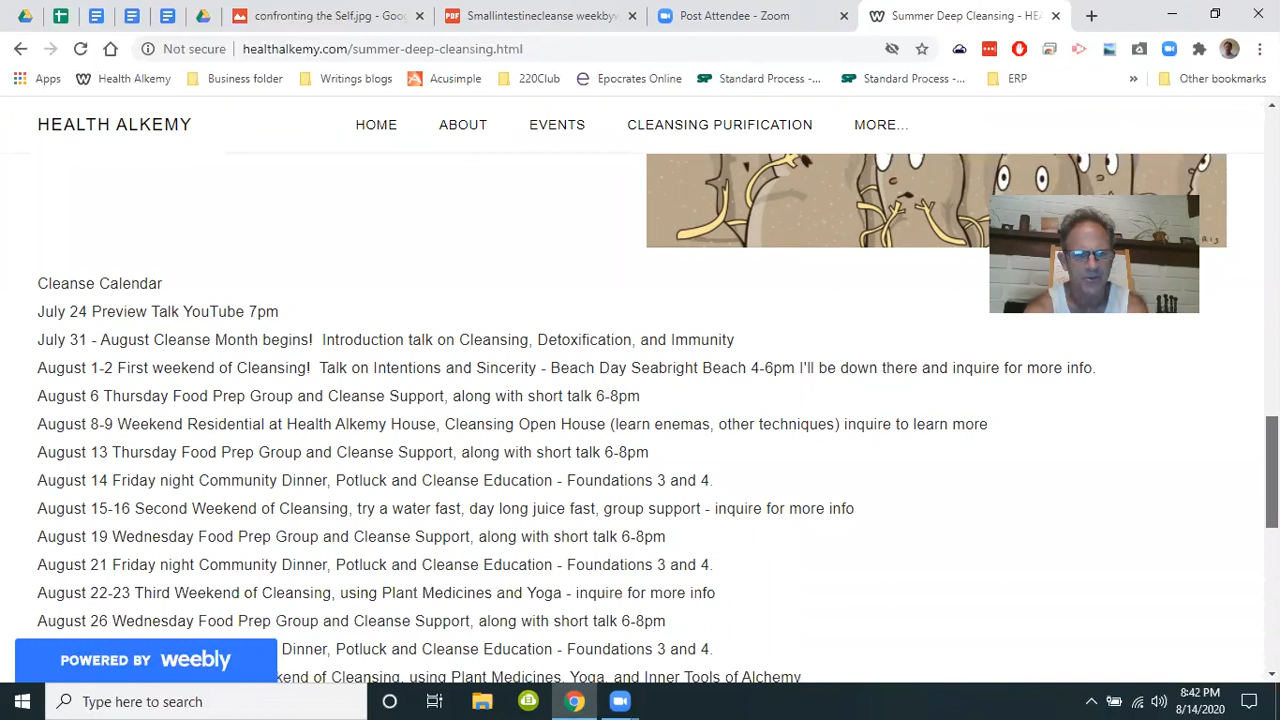 confronting the Self.jpg - Goo
Smallintestinecleanse weeklyw
Post Attendee - Zoom
Summer Deep Cleansing - HEA
Not secure
healthalkemy.com/summer-deep-cleansing.html
Apps
Health Alkemy
Business folder
Writings blogs
Acusimple
220Club
Epocrates Online
Standard Process -...
Standard Process -...
ERP
»
Other bookmarks
HEALTH ALKEMY
HOME
ABOUT
EVENTS
CLEANSING PURIFICATION
MORE...
Cleanse Calendar
July 24 Preview Talk YouTube 7pm
July 31 - August Cleanse Month begins! Introduction talk on Cleansing, Detoxification, and Immunity
August 1-2 First weekend of Cleansing! Talk on Intentions and Sincerity - Beach Day Seabright Beach 4-6pm I'll be down there and inquire for more info.
August 6 Thursday Food Prep Group and Cleanse Support, along with short talk 6-8pm
August 8-9 Weekend Residential at Health Alkemy House, Cleansing Open House (learn enemas, other techniques) inquire to learn more
August 13 Thursday Food Prep Group and Cleanse Support, along with short talk 6-8pm
August 14 Friday night Community Dinner, Potluck and Cleanse Education - Foundations 3 and 4.
August 15-16 Second Weekend of Cleansing, try a water fast, day long juice fast, group support - inquire for more info
August 19 Wednesday Food Prep Group and Cleanse Support, along with short talk 6-8pm
August 21 Friday night Community Dinner, Potluck and Cleanse Education - Foundations 3 and 4.
August 22-23 Third Weekend of Cleansing, using Plant Medicines and Yoga - inquire for more info
August 26 Wednesday Food Prep Group and Cleanse Support, along with short talk 6-8pm
Dinner, Potluck and Cleanse Education - Foundations 3 and 4.
kend of Cleansing, using Plant Medicines, Yoga, and Inner Tools of Alchemy
POWERED BY weebly
Type here to search
8:42 PM
8/14/2020